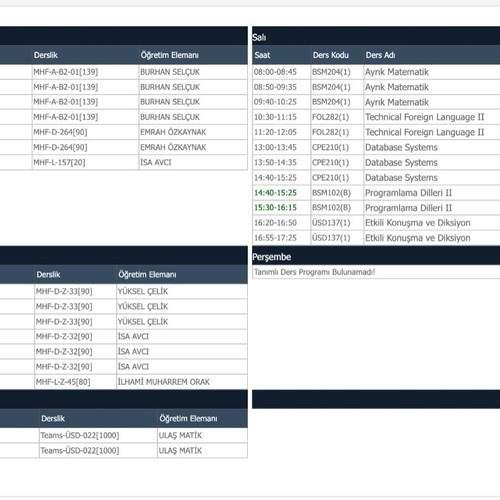 Derslik Öğretim Elemanı
MHF-A-B2-01[139] BURHAN SELÇUK
MHF-A-B2-01[139] BURHAN SELÇUK
MHF-A-B2-01[139] BURHAN SELÇUK
MHF-A-B2-01[139] BURHAN SELÇUK
MHF-D-264[90] EMRAH ÖZKAYNAK
MHF-D-264[90] EMRAH ÖZKAYNAK
MHF-L-157[20] İSA AVCI
Salı
Saat Ders Kodu Ders Adı
08:00-08:45 BSM204(1) Ayrık Matematik
08:50-09:35 BSM204(1) Ayrık Matematik
09:40-10:25 BSM204(1) Ayrık Matematik
10:30-11:15 FOL282(1) Technical Foreign Language II
11:20-12:05 FOL282(1) Technical Foreign Language II
13:00-13:45 CPE210(1) Database Systems
13:50-14:35 CPE210(1) Database Systems
14:40-15:25 CPE210(1) Database Systems
14:40-15:25 BSM102(B) Programlama Dilleri II
15:30-16:15 BSM102(B) Programlama Dilleri II
16:20-16:50 ÜSD137(1) Etkili Konuşma ve Diksiyon
16:55-17:25 ÜSD137(1) Etkili Konuşma ve Diksiyon
Derslik Öğretim Elemanı
MHF-D-Z-33[90] YÜKSEL ÇELİK
MHF-D-Z-33[90] YÜKSEL ÇELİK
MHF-D-Z-33[90] YÜKSEL ÇELİK
MHF-D-Z-32[90] İSA AVCI
MHF-D-Z-32[90] İSA AVCI
MHF-D-Z-32[90] İSA AVCI
MHF-L-Z-45[80] İLHAMİ MUHARREM ORAK
Perşembe
Tanımlı Ders Programı Bulunamadı!
Derslik Öğretim Elemanı
Teams-ÜSD-022[1000] ULAŞ MATİK
Teams-ÜSD-022[1000] ULAŞ MATİK